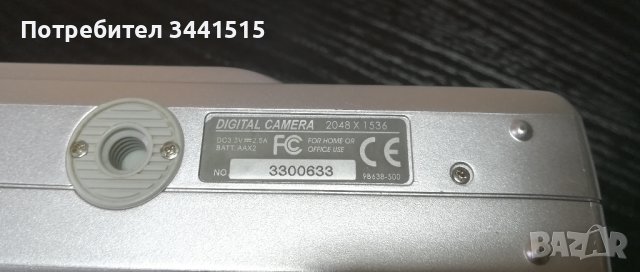 Потребител 3441515
DIGITAL CAMERA 2048 X 1536
DC3.3V 2.5A
BATT.:AAX2
FC FOR HOME OR OFFICE USE
CE
NO 3300633
98638-500
BAZAR